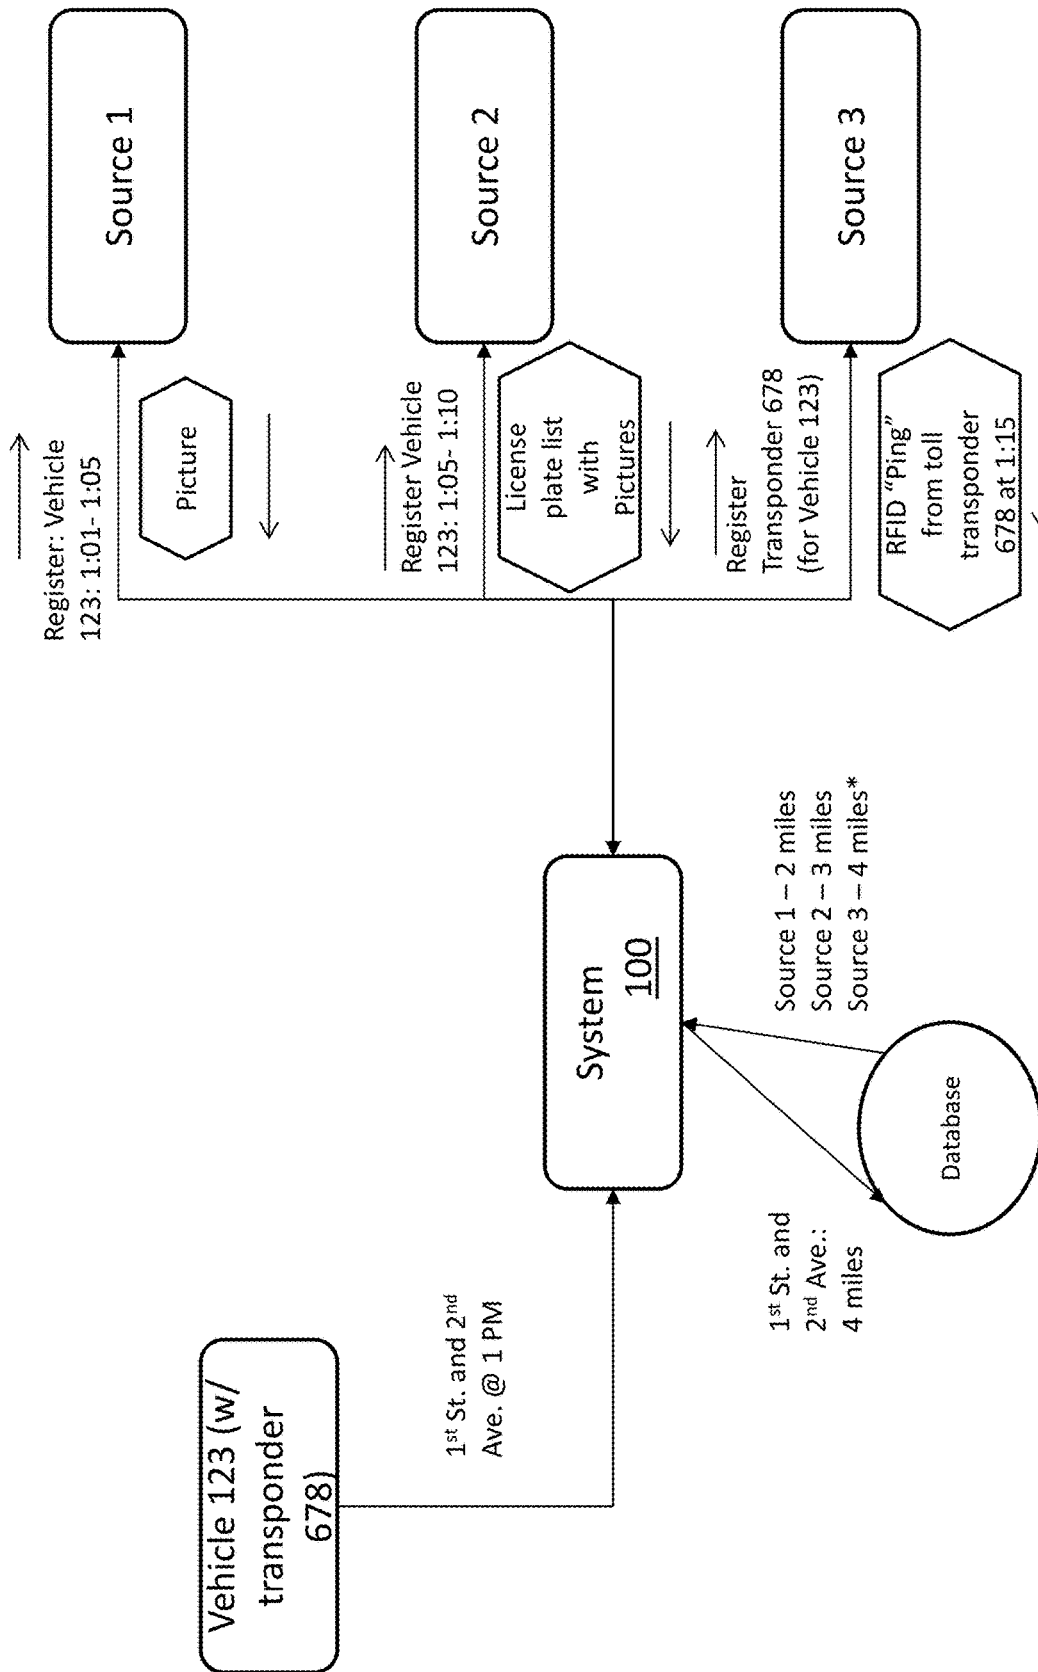 Vehicle 123 (w/
transponder
678)
1st St. and 2nd
Ave. @ 1 PM
System
100
1st St. and
2nd Ave.:
4 miles
Database
Source 1 – 2 miles
Source 2 – 3 miles
Source 3 – 4 miles*
Register: Vehicle
123: 1:01- 1:05
Picture
Source 1
Register Vehicle
123: 1:05- 1:10
License
plate list
with
Pictures
Source 2
Register
Transponder 678
(for Vehicle 123)
RFID “Ping”
from toll
transponder
678 at 1:15
Source 3